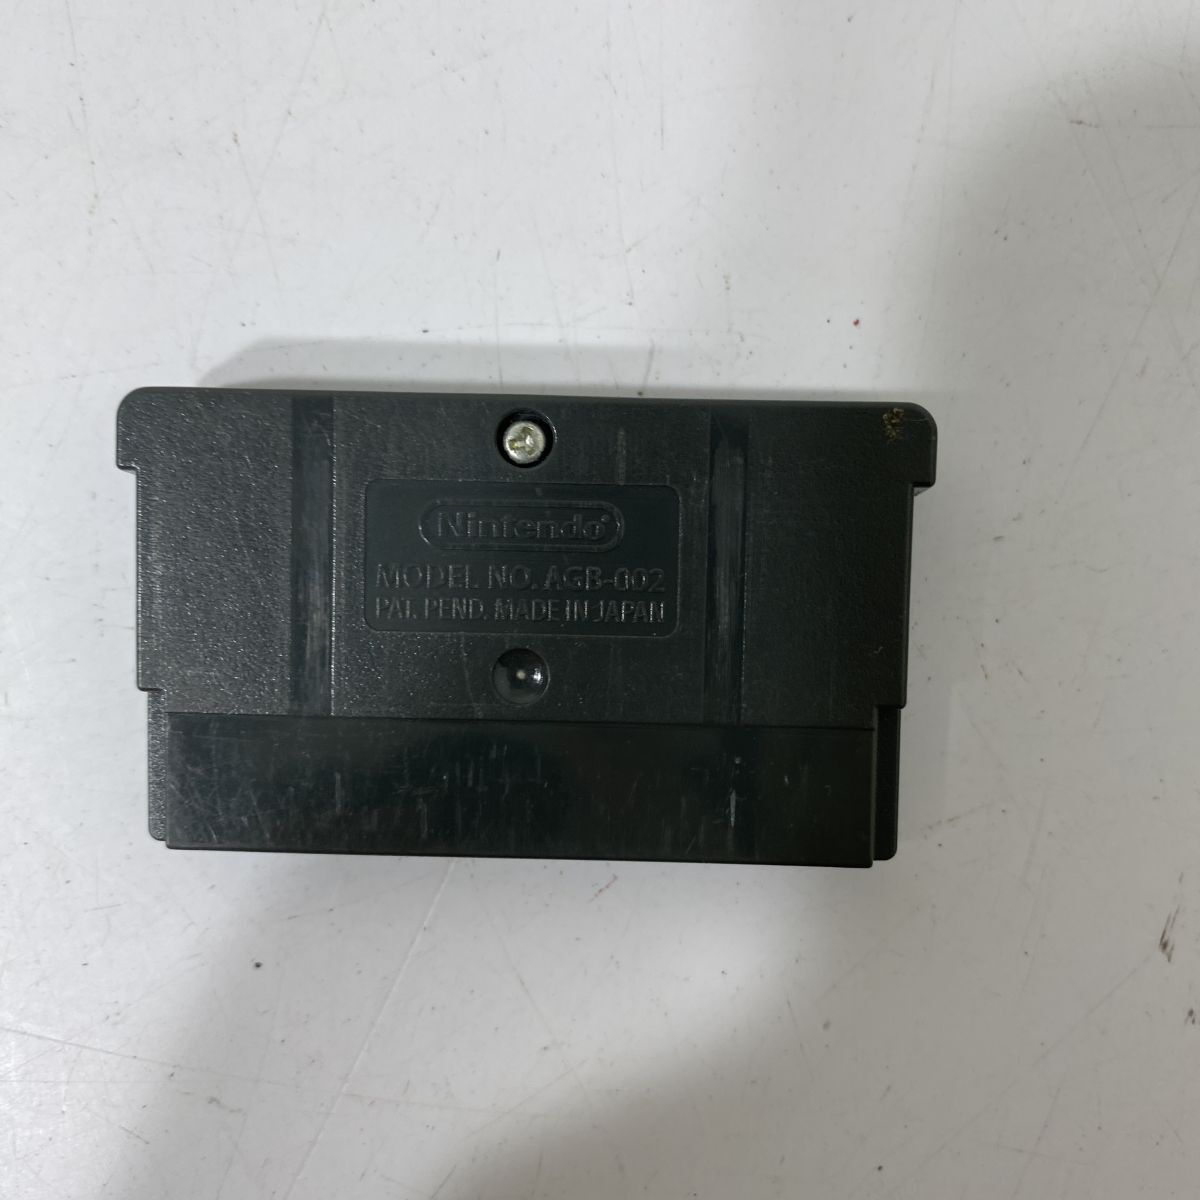 Nintendo®
MODEL NO. AGB-002
PAT. PEND. MADE IN JAPAN